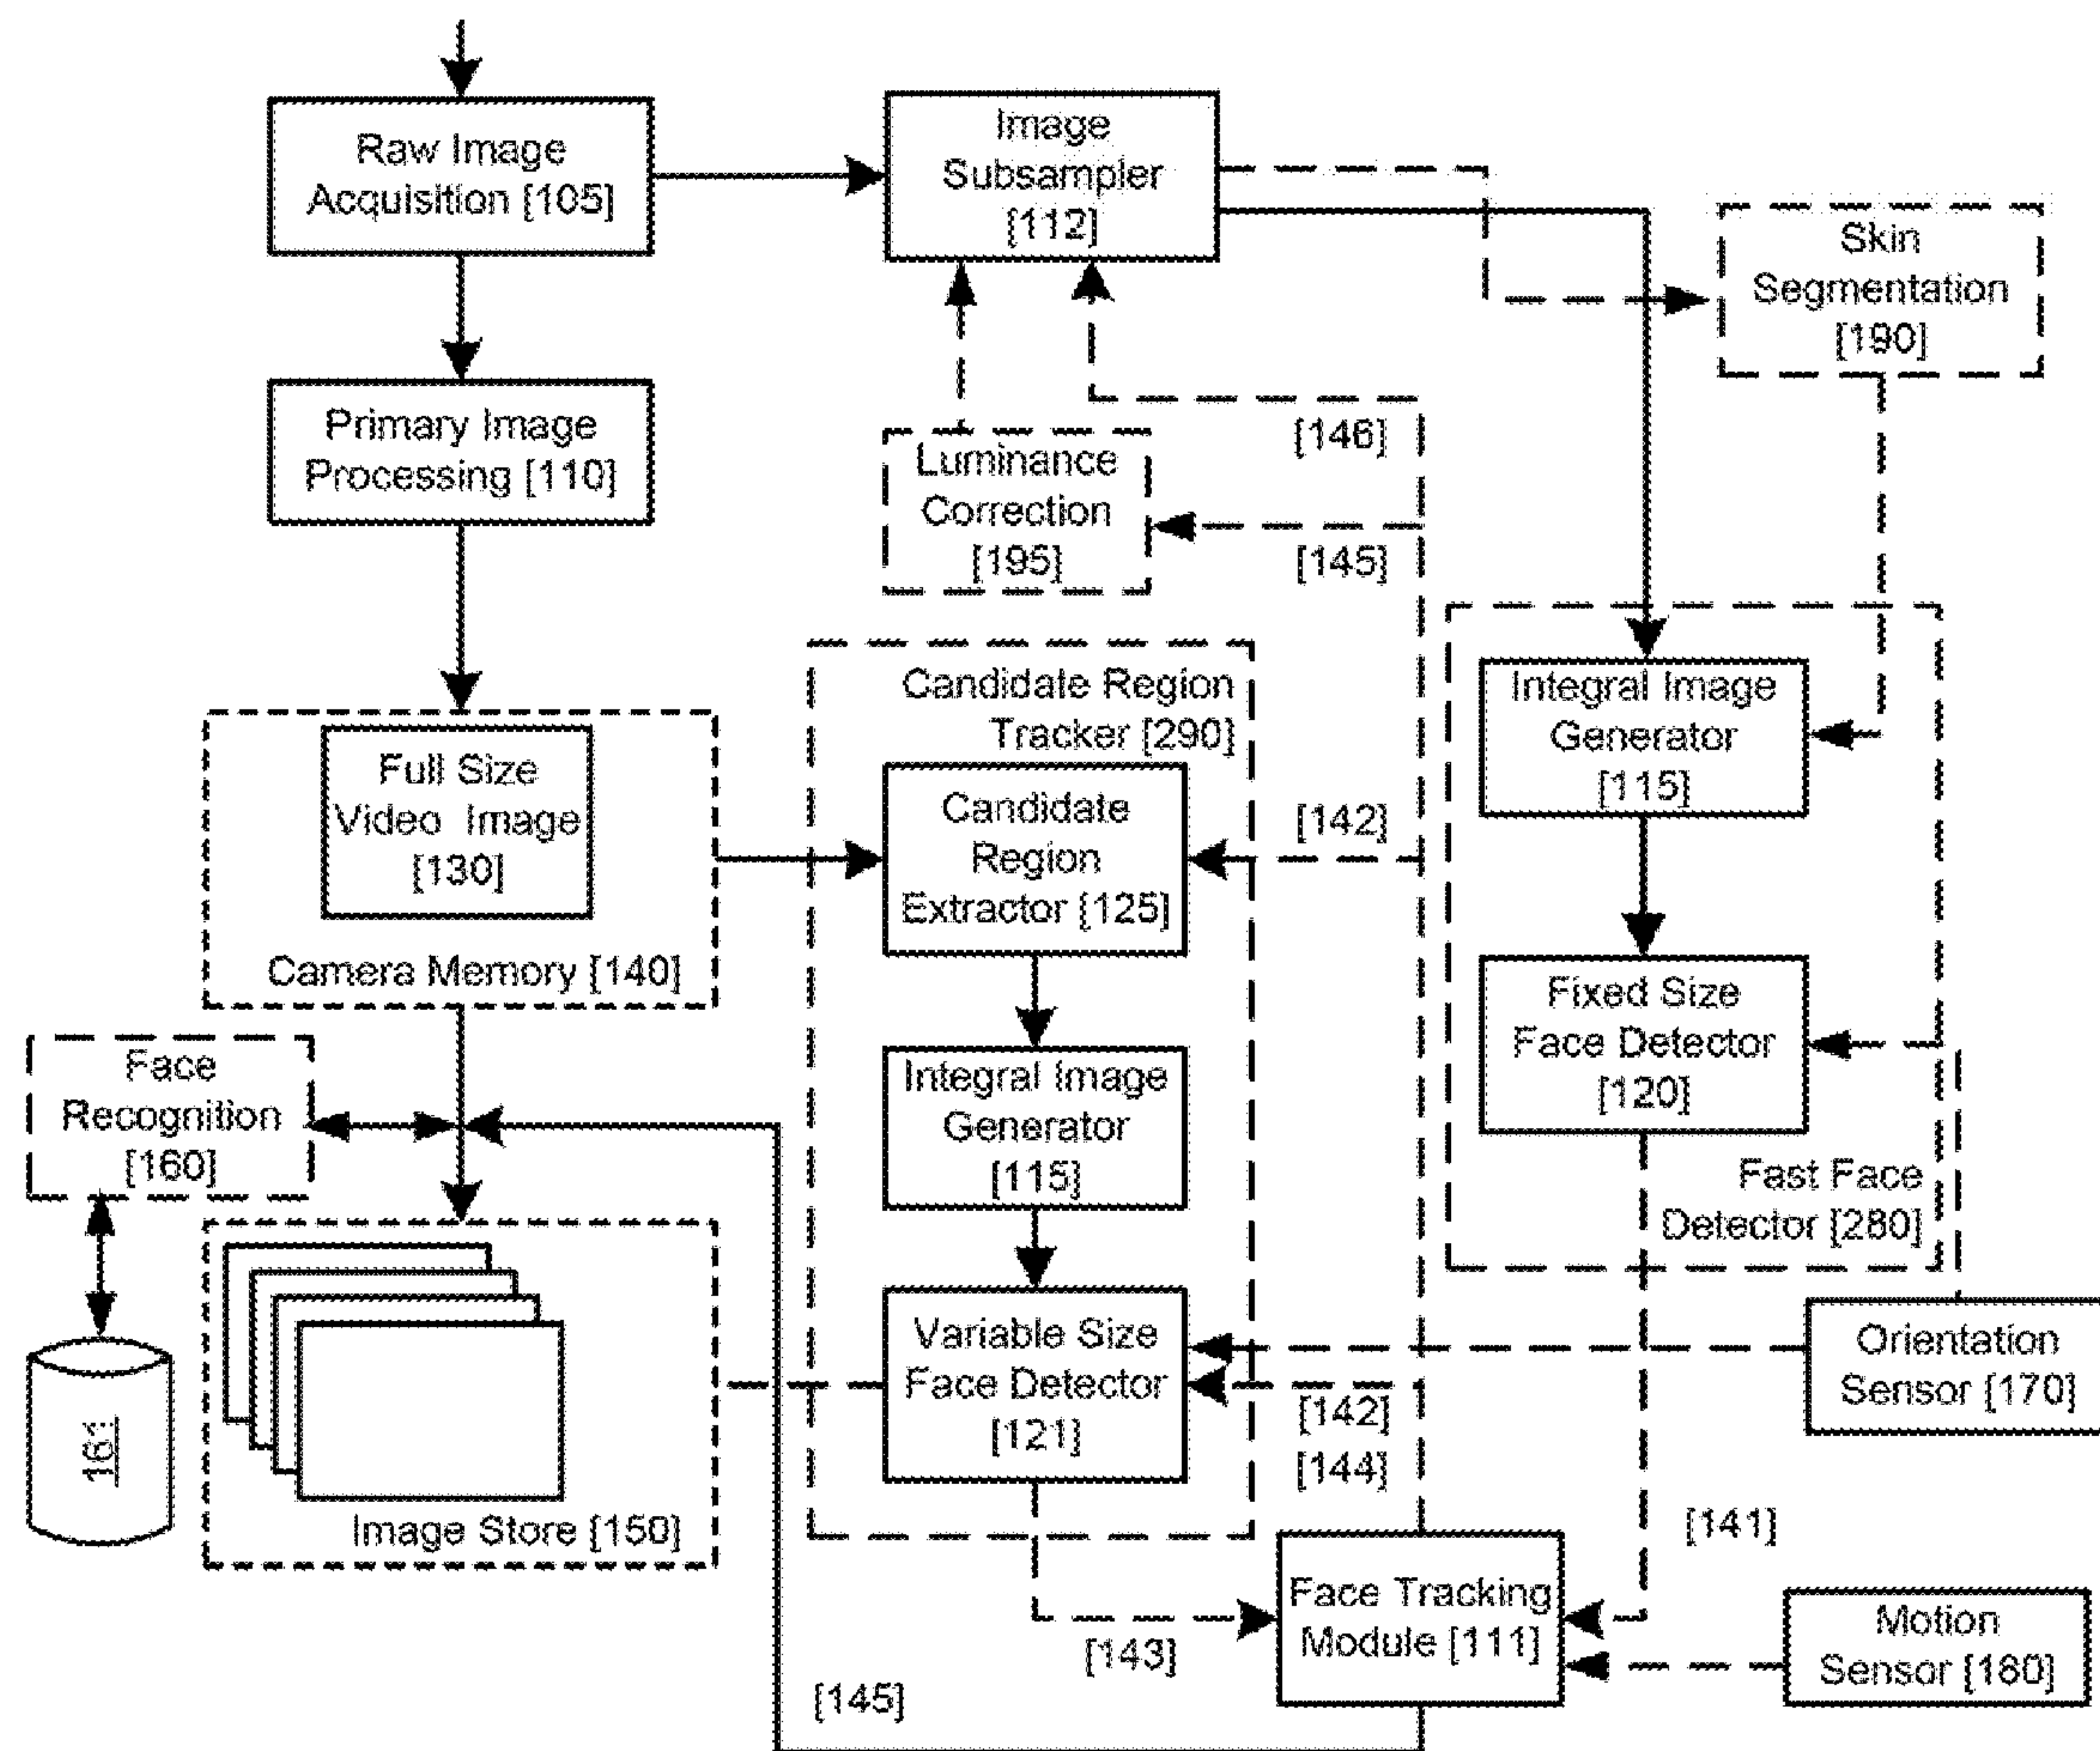 Raw Image
Acquisition [105]
Image
Subsampler
[112]
Skin
Segmentation
[190]
Primary Image
Processing [110]
[146]
Luminance
Correction
[195]
[145]
Candidate Region
Tracker [290]
Integral Image
Generator
[115]
Full Size
Video Image
[130]
Camera Memory [140]
Candidate
Region
Extractor [125]
[142]
Fixed Size
Face Detector
[120]
Fast Face
Detector [280]
Face
Recognition
[160]
161
Integral Image
Generator
[115]
Variable Size
Face Detector
[121]
[142]
[144]
Orientation
Sensor [170]
Image Store [150]
[141]
[143]
Face Tracking
Module [111]
Motion
Sensor [180]
[145]